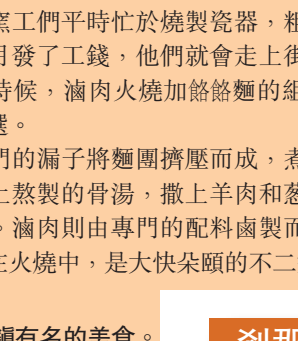 窯工們平時忙於燒製瓷器，粗
月發了工錢，他們就會走上街
時候，滷肉火燒加餄餎麵的組
選。
門的漏子將麵團擠壓而成，煮
上熬製的骨湯，撒上羊肉和葱
。滷肉則由專門的配料鹵製而
在火燒中，是大快朵頤的不二
鎮有名的美食。
剎那